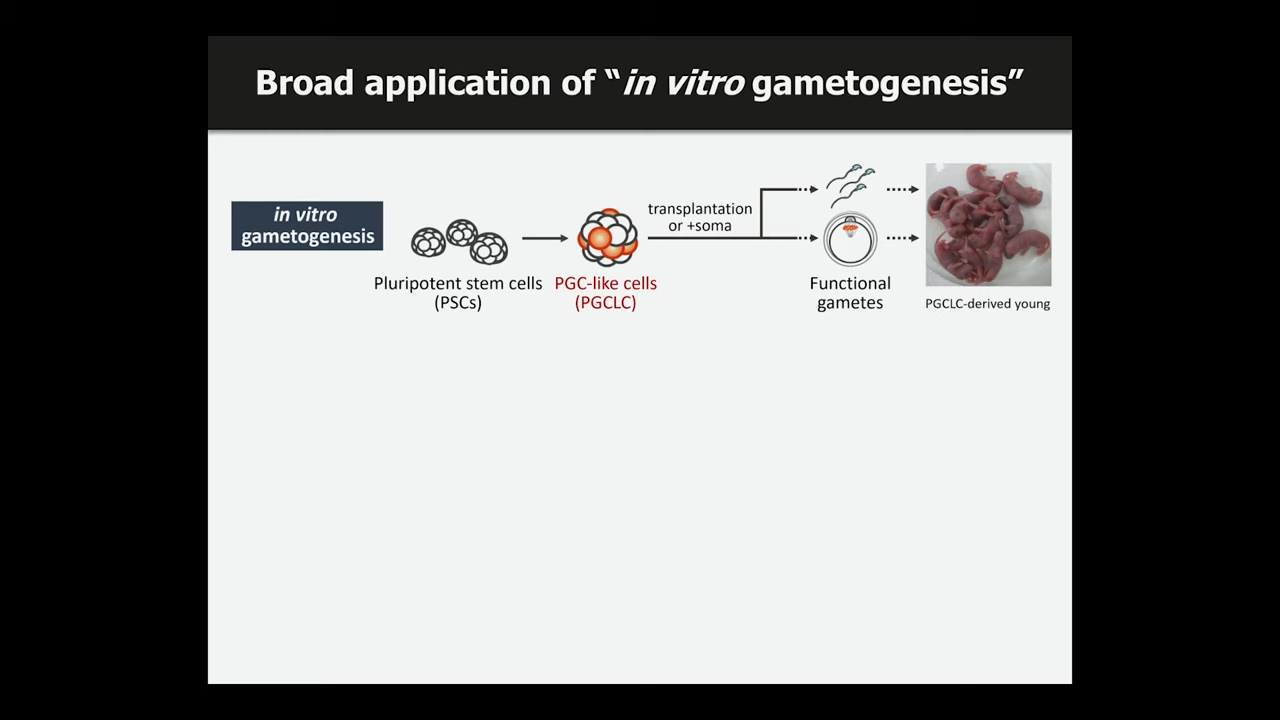 Broad application of “in vitro gametogenesis”
in vitro
gametogenesis
transplantation
or +soma
Pluripotent stem cells
(PSCs)
PGC-like cells
(PGCLC)
Functional
gametes
PGCLC-derived young